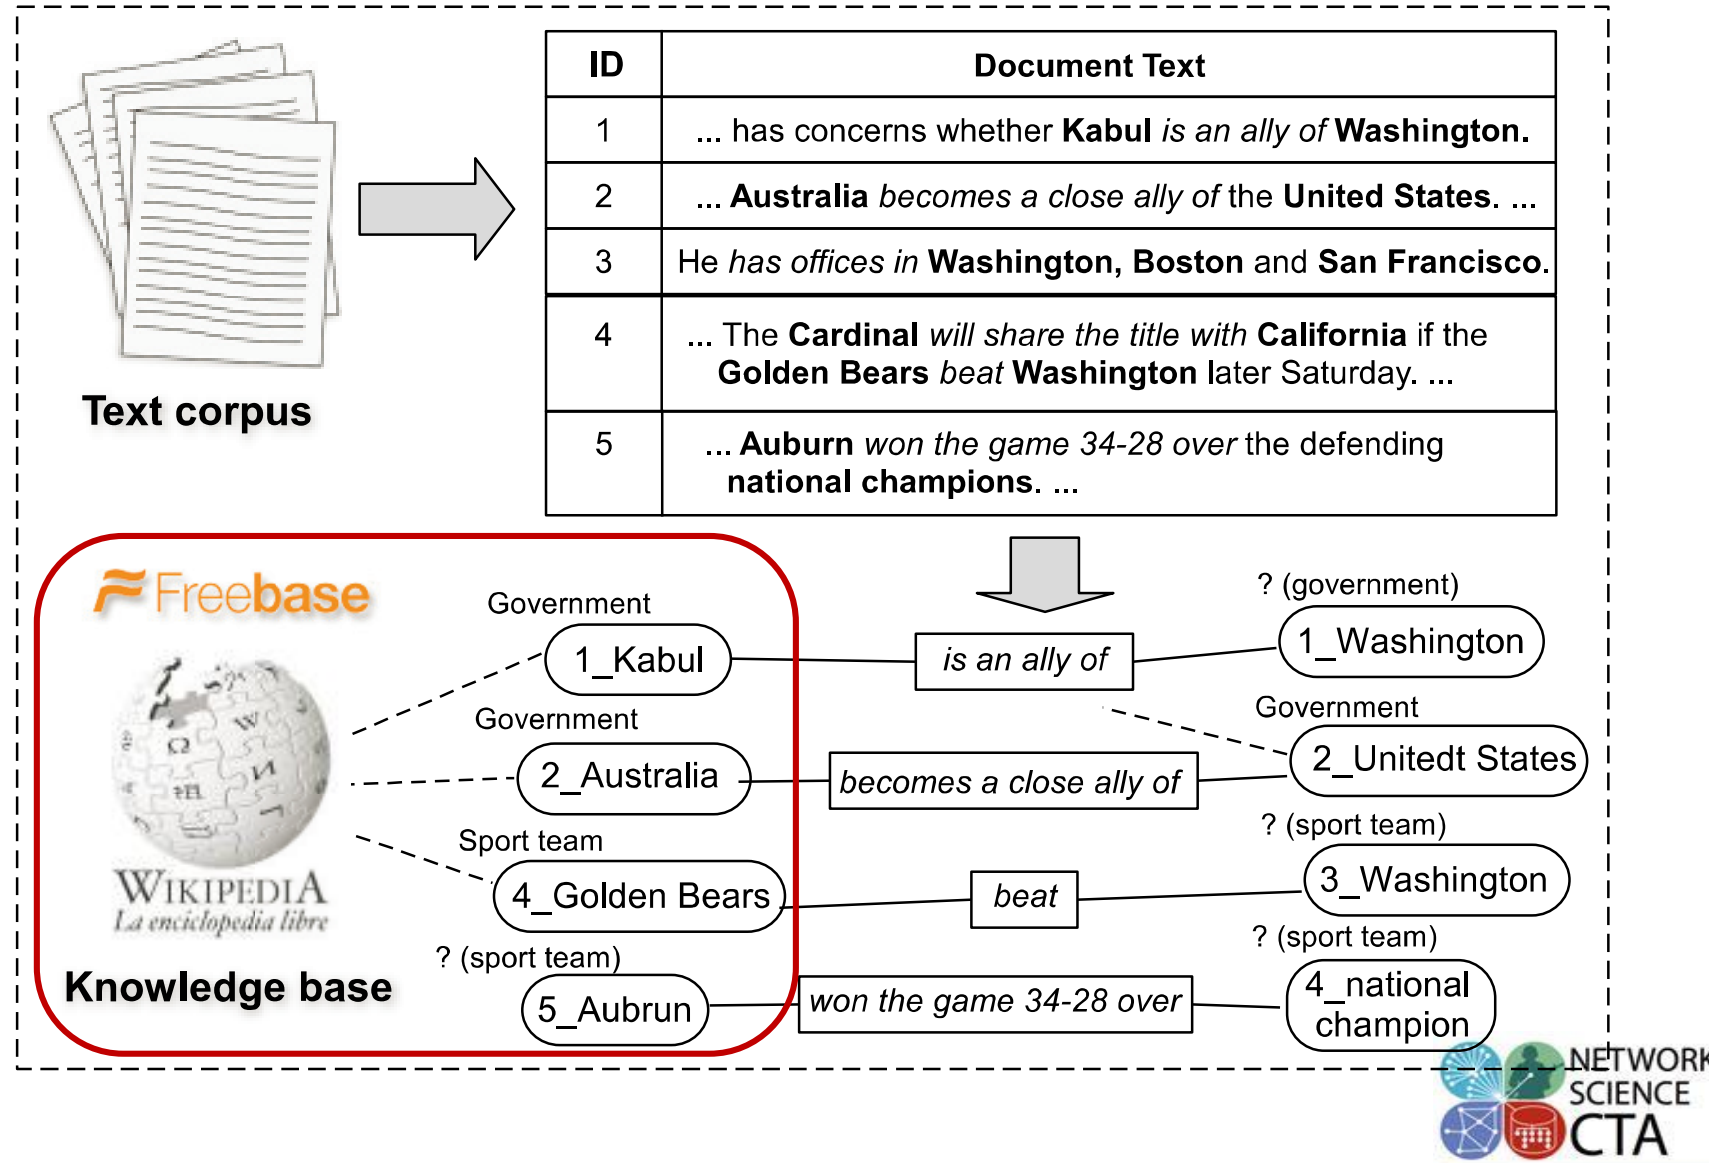 ID Document Text
1 ... has concerns whether Kabul is an ally of Washington.
2 ... Australia becomes a close ally of the United States. ...
3 He has offices in Washington, Boston and San Francisco.
4 ... The Cardinal will share the title with California if the
Golden Bears beat Washington later Saturday. ...
5 ... Auburn won the game 34-28 over the defending
national champions. ...
Text corpus
Freebase
WIKIPEDIA
La enciclopedia libre
Knowledge base
Government
1_Kabul
is an ally of
? (government)
1_Washington
Government
2_Australia
becomes a close ally of
Government
2_Unitedt States
Sport team
4_Golden Bears
beat
? (sport team)
3_Washington
? (sport team)
5_Aubrun
won the game 34-28 over
? (sport team)
4_national
champion
NETWORK
SCIENCE
CTA